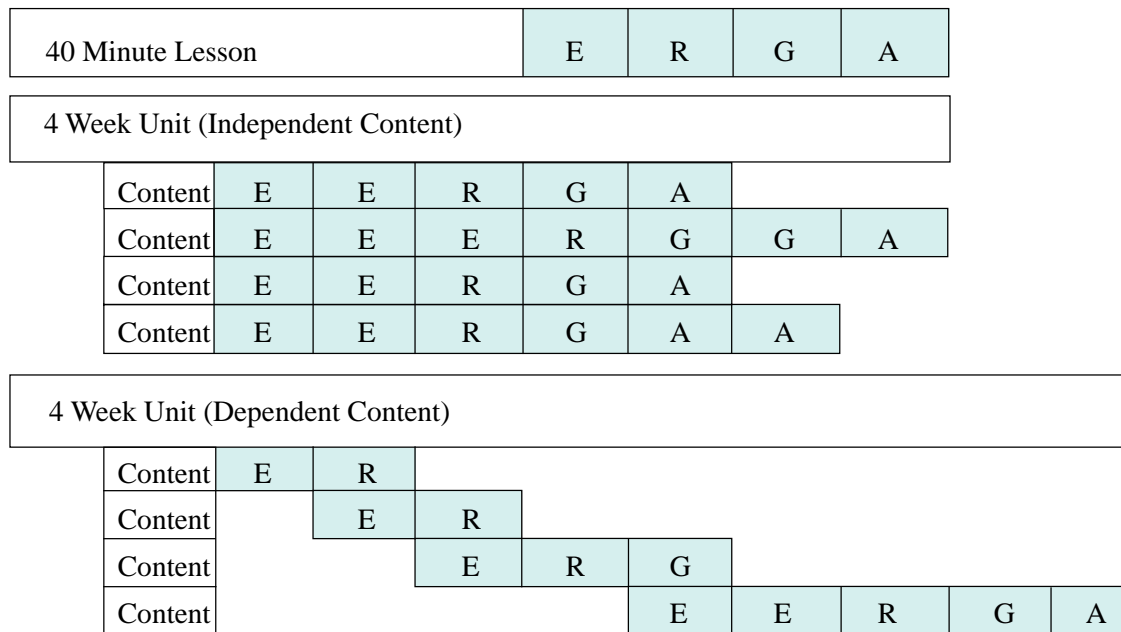 40 Minute Lesson E R G A
4 Week Unit (Independent Content)
Content E E R G A
Content E E E R G G A
Content E E R G A
Content E E R G A A
4 Week Unit (Dependent Content)
Content E R
Content E R
Content E R G
Content E E R G A